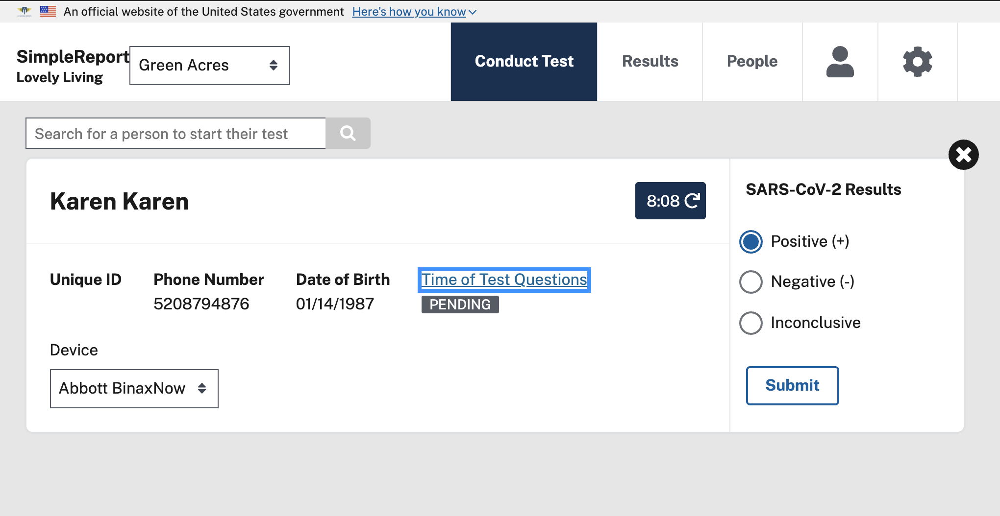 An official website of the United States government Here's how you know
SimpleReport
Lovely Living
Green Acres
Conduct Test
Results
People
Search for a person to start their test
Karen Karen
8:08
Unique ID
Phone Number
5208794876
Date of Birth
01/14/1987
Time of Test Questions
PENDING
Device
Abbott BinaxNow
SARS-CoV-2 Results
Positive (+)
Negative (-)
Inconclusive
Submit